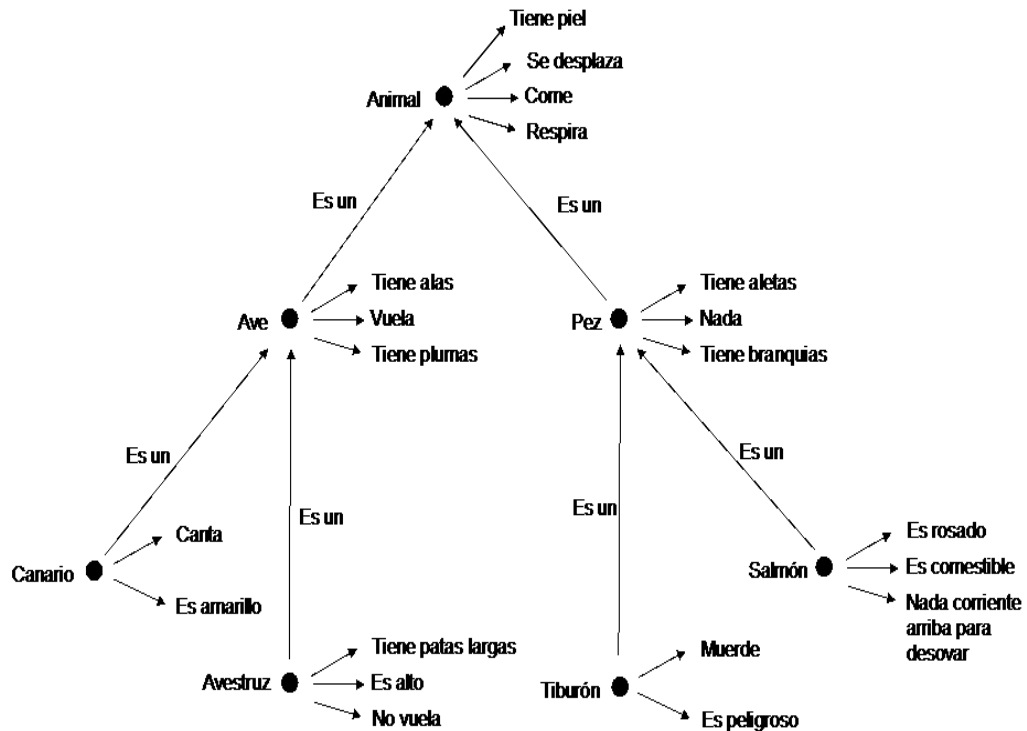 Tiene piel
Se desplaza
Animal
Come
Respira
Es un
Es un
Tiene alas
Ave
Vuela
Tiene plumas
Tiene aletas
Pez
Nada
Tiene branquias
Es un
Es un
Es un
Es un
Canta
Canario
Es amarillo
Es rosado
Salmón
Es comestible
Nada corriente
arriba para
desovar
Tiene patas largas
Avestruz
Es alto
No vuela
Muerde
Tiburón
Es peligroso